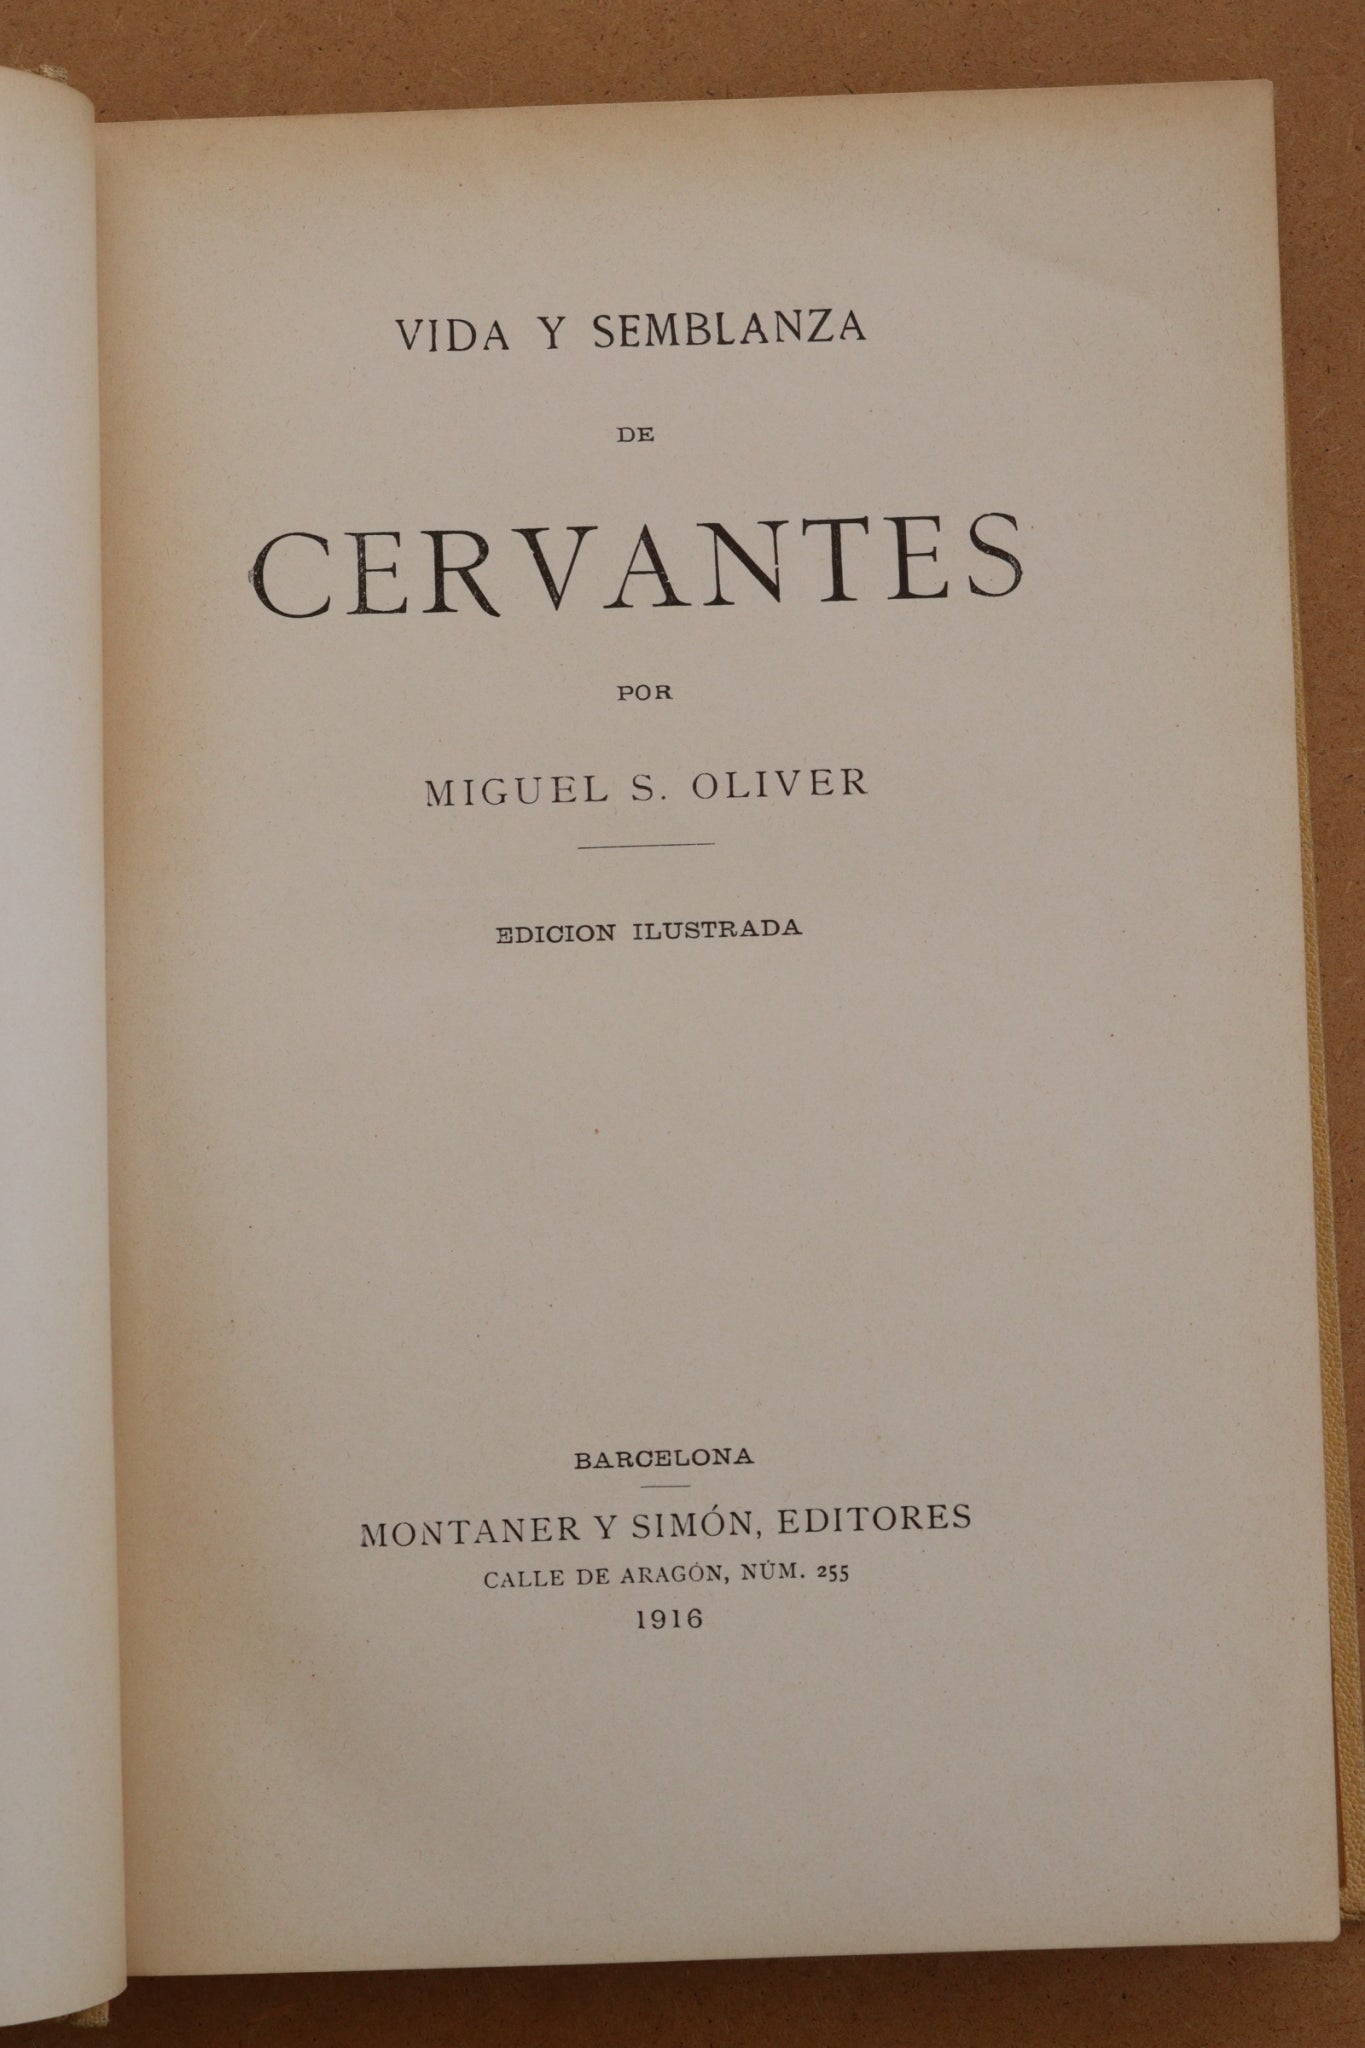 VIDA Y SEMBLANZA
DE
CERVANTES
POR
MIGUEL S. OLIVER
EDICION ILUSTRADA
BARCELONA
MONTANER Y SIMÓN, EDITORES
CALLE DE ARAGÓN, NÚM. 255
1916